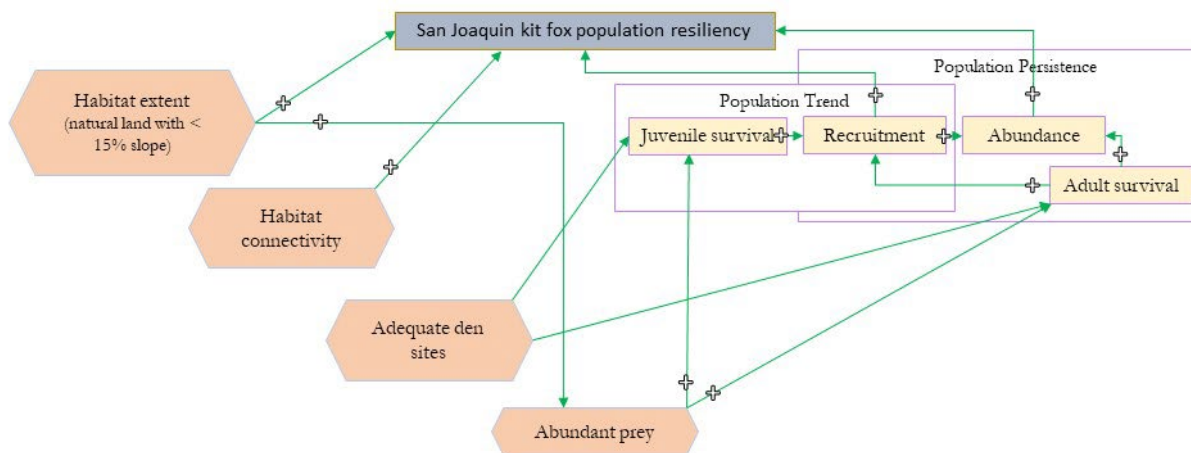 San Joaquin kit fox population resiliency
Population Persistence
Habitat extent
(natural land with <
15% slope)
Population Trend
Juvenile survival
Recruitment
Abundance
Adult survival
Habitat
connectivity
Adequate den
sites
Abundant prey